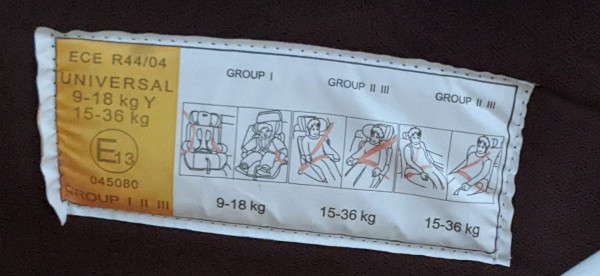 ECE R44/04
UNIVERSAL
9-18 kg Y
15-36 kg
E13
045080
GROUP I II III
GROUP I
GROUP II III
GROUP II III
9-18 kg
15-36 kg
15-36 kg